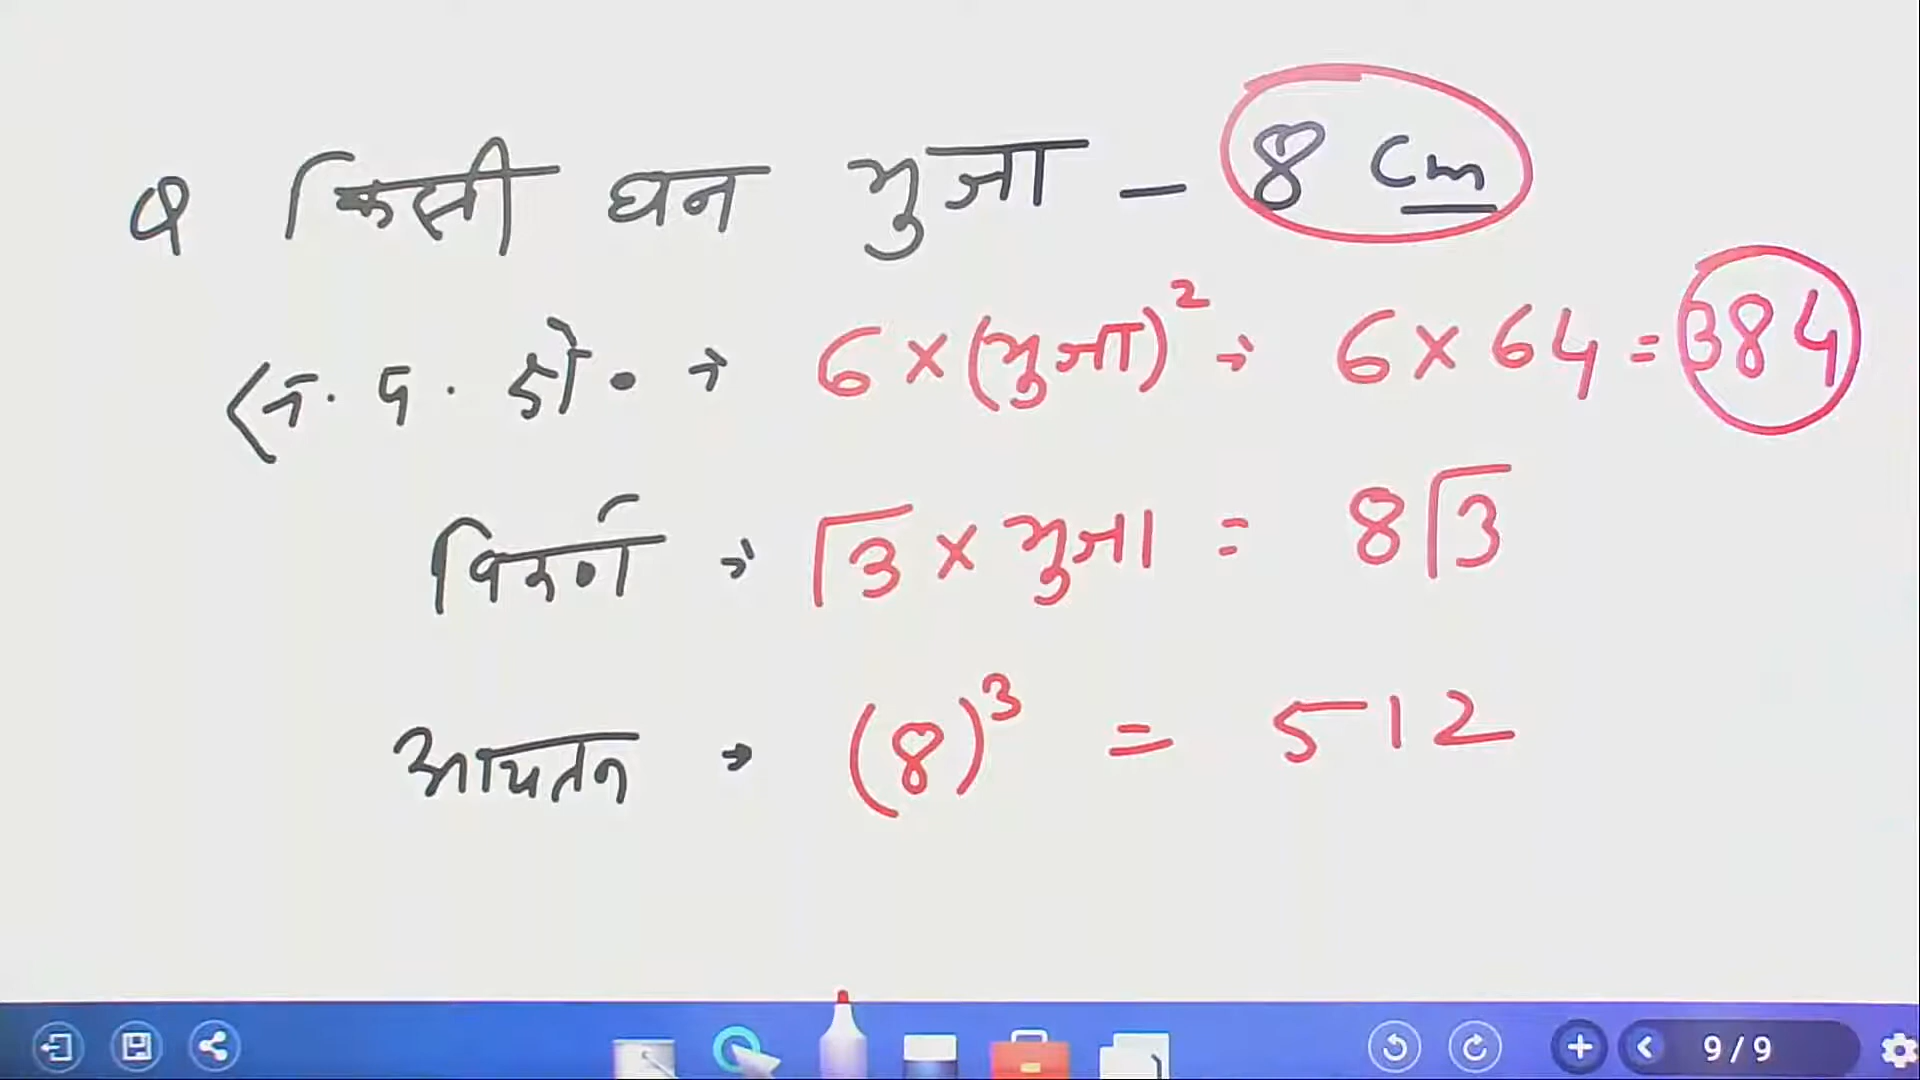 Q किसी घन भुजा - 8 cm
स. प. क्षे. → 6 × (भुजा)² → 6 × 64 = 384
विकर्ण → √3 × भुजा = 8√3
आयतन → (8)³ = 512
9/9